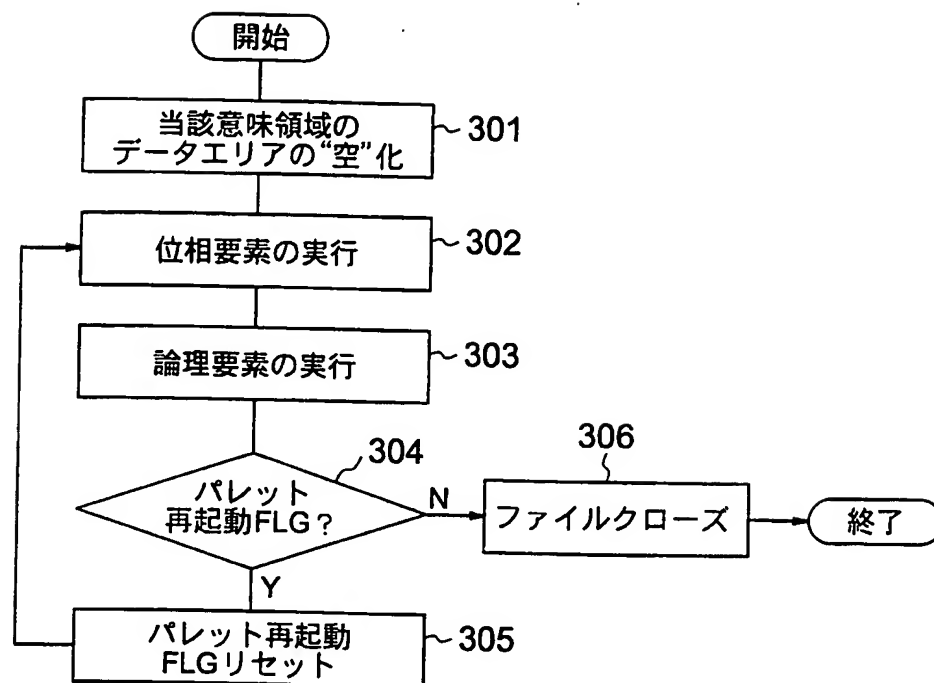 開始
当該意味領域の
データエリアの“空”化
301
位相要素の実行
302
論理要素の実行
303
304
パレット
再起動FLG?
N
Y
306
ファイルクローズ
終了
パレット再起動
FLGリセット
305